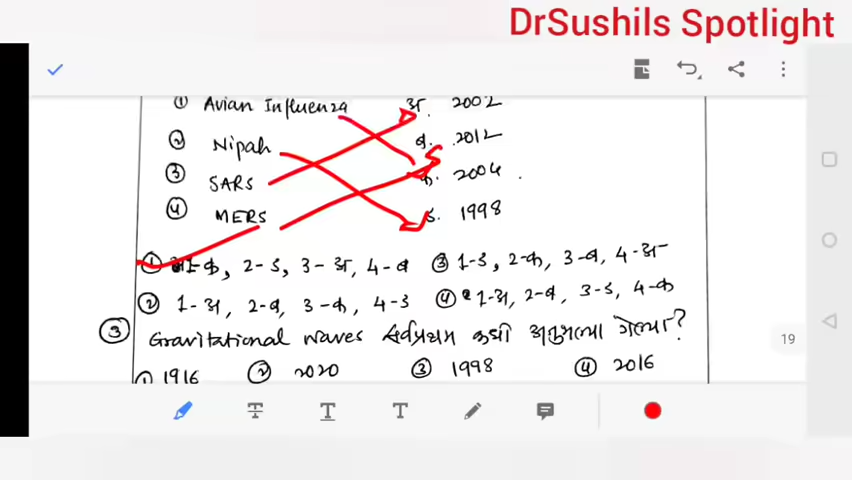 DrSushils Spotlight
① Avian Influenza अ. 2002
② Nipah ब. 2012
③ SARS क. 2004 .
④ MERS ड. 1998
① 1-क, 2-ड, 3-अ, 4-ब ③ 1-ड, 2-क, 3-ब, 4-अ
② 1-अ, 2-ब, 3-क, 4-ड ④ 1-अ, 2-ब, 3-ड, 4-क
③ Gravitational waves सर्वप्रथम कधी अनुभवल्या गेल्या?
19
① 1916 ② 2020 ③ 1998 ④ 2016
T T T